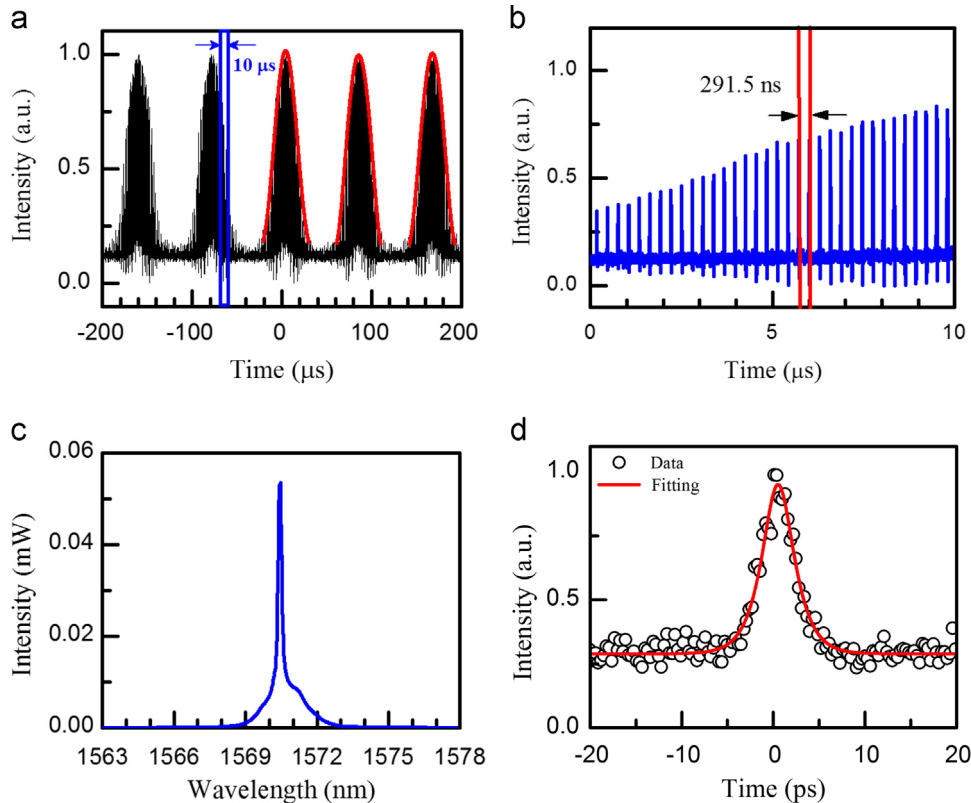 a
Intensity (a.u.)
1.0
0.5
0.0
10 μs
-200 -100 0 100 200
Time (μs)
b
Intensity (a.u.)
1.0
0.5
0.0
291.5 ns
0 5 10
Time (μs)
c
Intensity (mW)
0.06
0.04
0.02
0.00
1563 1566 1569 1572 1575 1578
Wavelength (nm)
d
Intensity (a.u.)
1.0
0.5
0.0
Data
Fitting
-20 -10 0 10 20
Time (ps)